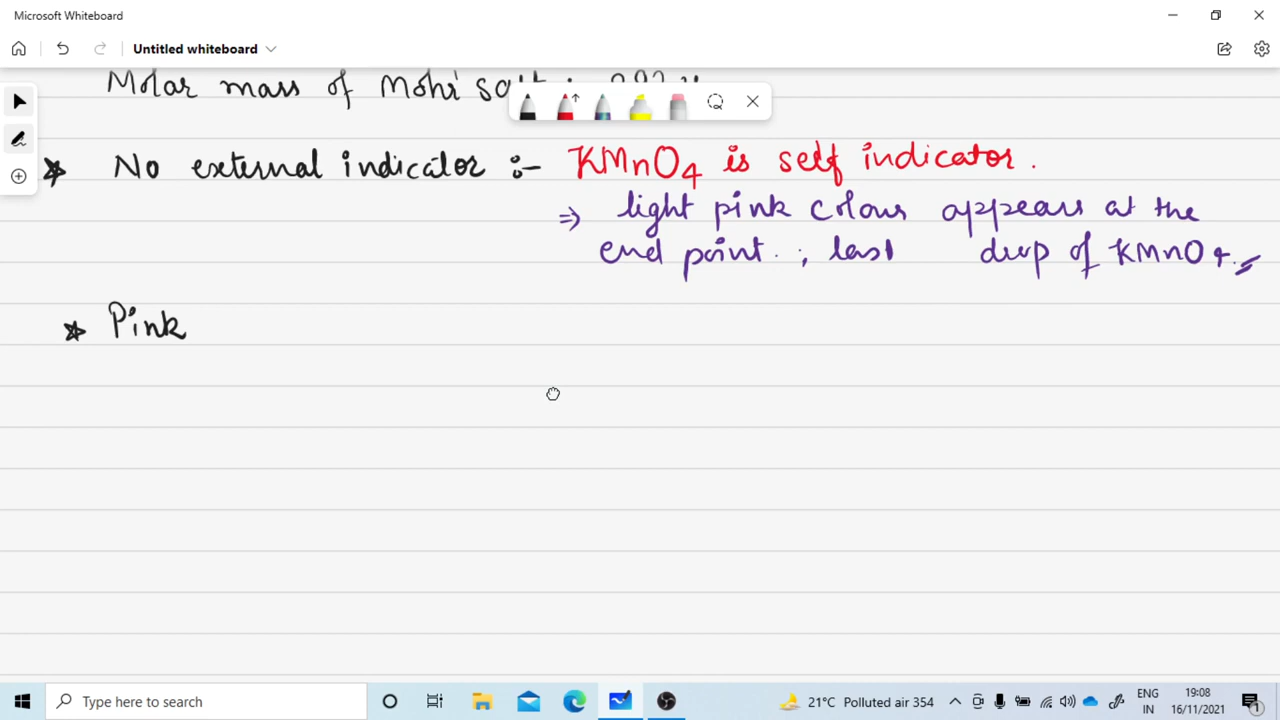 Microsoft Whiteboard
Untitled whiteboard
Molar mass of Mohr's salt :
★ No external indicator :- KMnO4 is self indicator.
⇒ light pink colour appears at the
end point. ; last drop of KMnO4.
★ Pink
Type here to search
21°C Polluted air 354
ENG
IN
19:08
16/11/2021
1